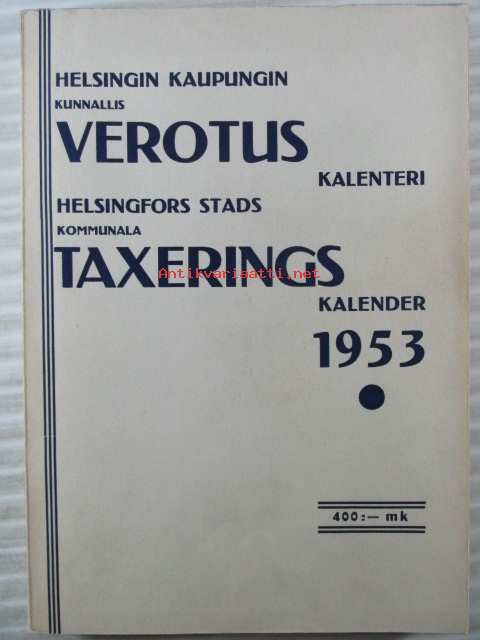 HELSINGIN KAUPUNGIN
KUNNALLIS
VEROTUS
KALENTERI
HELSINGFORS STADS
KOMMUNALA
TAXERINGS
Antikvariaatti.net
KALENDER
1953
400:— mk